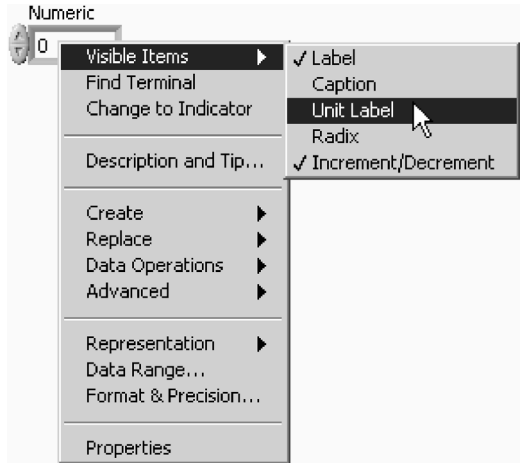 Numeric
0
Visible Items
Find Terminal
Change to Indicator
Description and Tip...
Create
Replace
Data Operations
Advanced
Representation
Data Range...
Format & Precision...
Properties
Label
Caption
Unit Label
Radix
Increment/Decrement